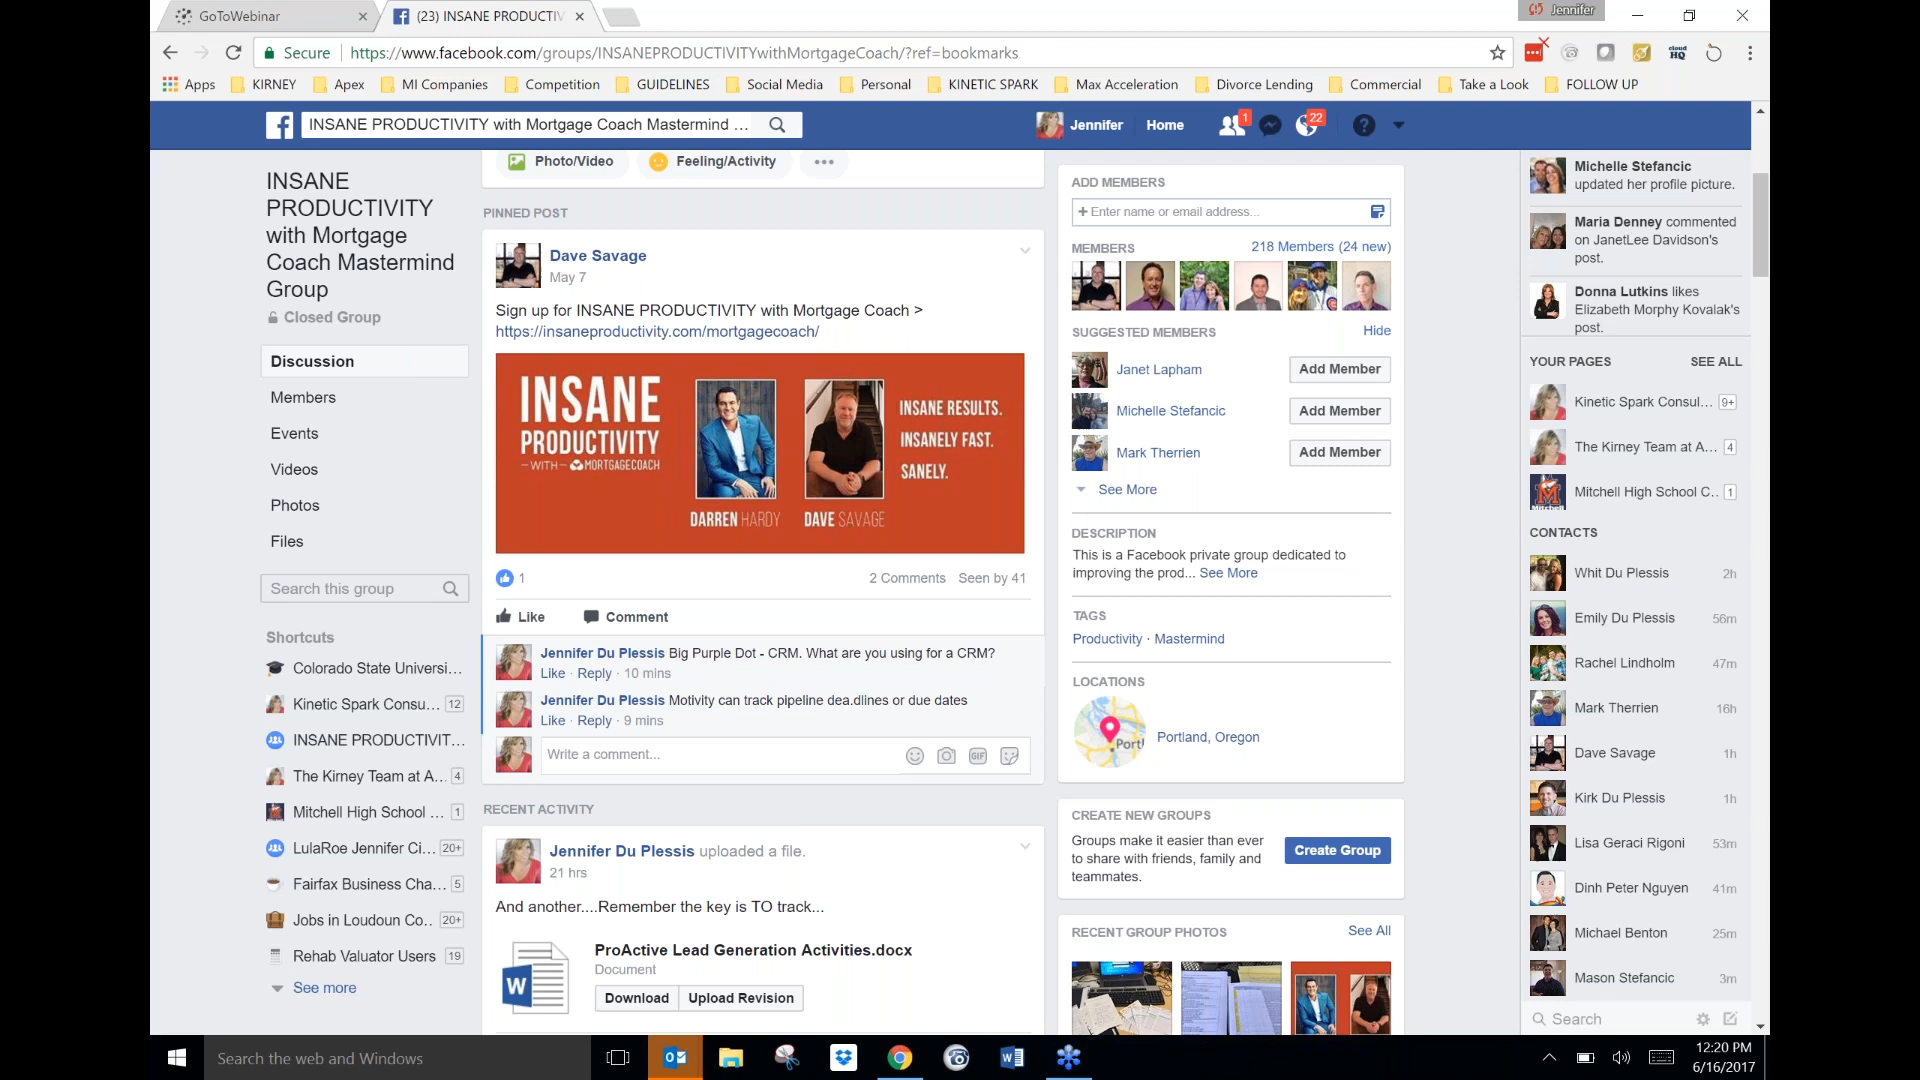 GoToWebinar
(23) INSANE PRODUCTIV
Jennifer
Secure
https://www.facebook.com/groups/INSANEPRODUCTIVITYwithMortgageCoach/?ref=bookmarks
cloud HQ
Apps KIRNEY Apex MI Companies Competition GUIDELINES Social Media Personal KINETIC SPARK Max Acceleration Divorce Lending Commercial Take a Look FOLLOW UP
INSANE PRODUCTIVITY with Mortgage Coach Mastermind ...
Jennifer Home 1 22
INSANE
PRODUCTIVITY
with Mortgage
Coach Mastermind
Group
Closed Group
Discussion
Members
Events
Videos
Photos
Files
Search this group
Shortcuts
Colorado State Universi...
Kinetic Spark Consu... 12
INSANE PRODUCTIVIT...
The Kirney Team at A... 4
Mitchell High School ... 1
LulaRoe Jennifer Ci... 20+
Fairfax Business Cha... 5
Jobs in Loudoun Co.. 20+
Rehab Valuator Users 19
See more
Photo/Video Feeling/Activity
PINNED POST
Dave Savage
May 7
Sign up for INSANE PRODUCTIVITY with Mortgage Coach >
https://insaneproductivity.com/mortgagecoach/
INSANE
PRODUCTIVITY
-WITH- MORTGAGECOACH
DARREN HARDY
DAVE SAVAGE
INSANE RESULTS.
INSANELY FAST.
SANELY.
1
2 Comments Seen by 41
Like Comment
Jennifer Du Plessis Big Purple Dot - CRM. What are you using for a CRM?
Like · Reply · 10 mins
Jennifer Du Plessis Motivity can track pipeline dea.dlines or due dates
Like · Reply · 9 mins
Write a comment...
GIF
RECENT ACTIVITY
Jennifer Du Plessis uploaded a file.
21 hrs
And another....Remember the key is TO track...
W
ProActive Lead Generation Activities.docx
Document
Download Upload Revision
ADD MEMBERS
+ Enter name or email address...
MEMBERS 218 Members (24 new)
SUGGESTED MEMBERS Hide
Janet Lapham Add Member
Michelle Stefancic Add Member
Mark Therrien Add Member
See More
DESCRIPTION
This is a Facebook private group dedicated to
improving the prod... See More
TAGS
Productivity · Mastermind
LOCATIONS
Portl
Portland, Oregon
CREATE NEW GROUPS
Groups make it easier than ever
to share with friends, family and
teammates.
Create Group
RECENT GROUP PHOTOS See All
Michelle Stefancic
updated her profile picture.
Maria Denney commented
on JanetLee Davidson's
post.
Donna Lutkins likes
Elizabeth Morphy Kovalak's
post.
YOUR PAGES SEE ALL
Kinetic Spark Consul... 9+
The Kirney Team at A... 4
Mitchell High School C.. 1
CONTACTS
Whit Du Plessis 2h
Emily Du Plessis 56m
Rachel Lindholm 47m
Mark Therrien 16h
Dave Savage 1h
Kirk Du Plessis 1h
Lisa Geraci Rigoni 53m
Dinh Peter Nguyen 41m
Michael Benton 25m
Mason Stefancic 3m
Search
Search the web and Windows
12:20 PM
6/16/2017